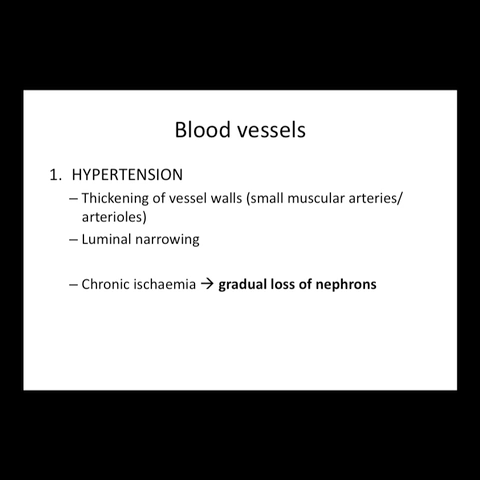 Blood vessels
1. HYPERTENSION
– Thickening of vessel walls (small muscular arteries/
arterioles)
– Luminal narrowing
– Chronic ischaemia → gradual loss of nephrons